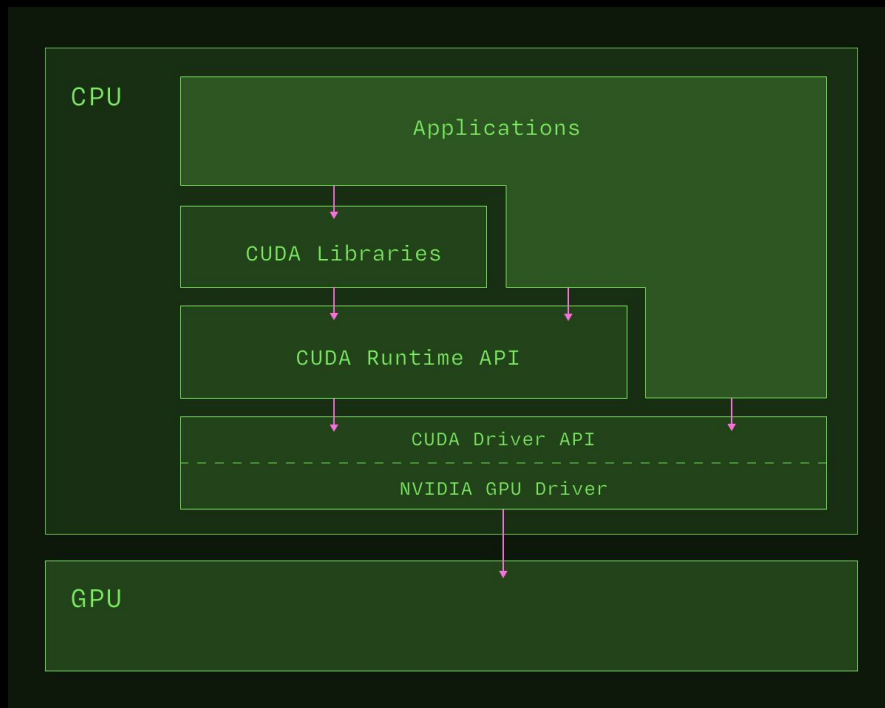 CPU
Applications
CUDA Libraries
CUDA Runtime API
CUDA Driver API
NVIDIA GPU Driver
GPU